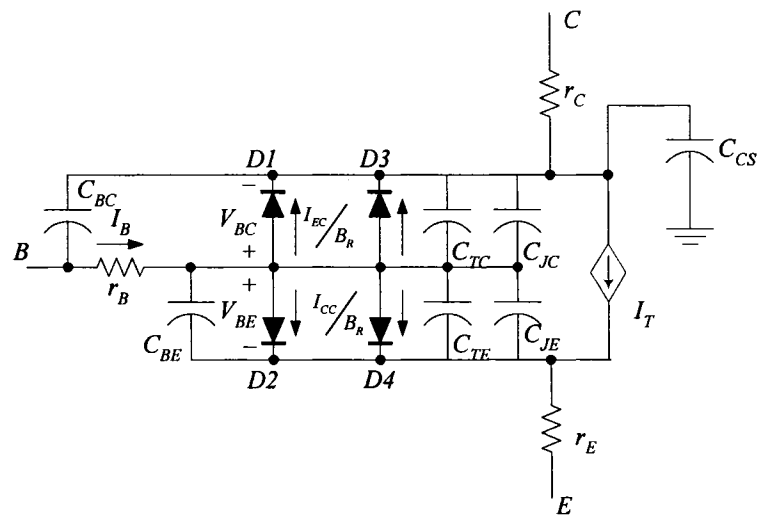 C
r_C
C_CS
D1
D3
C_BC
I_B
V_BC
I_EC/B_R
C_TC
C_JC
B
r_B
I_T
V_BE
I_CC/B_R
C_BE
C_TE
C_JE
D2
D4
r_E
E